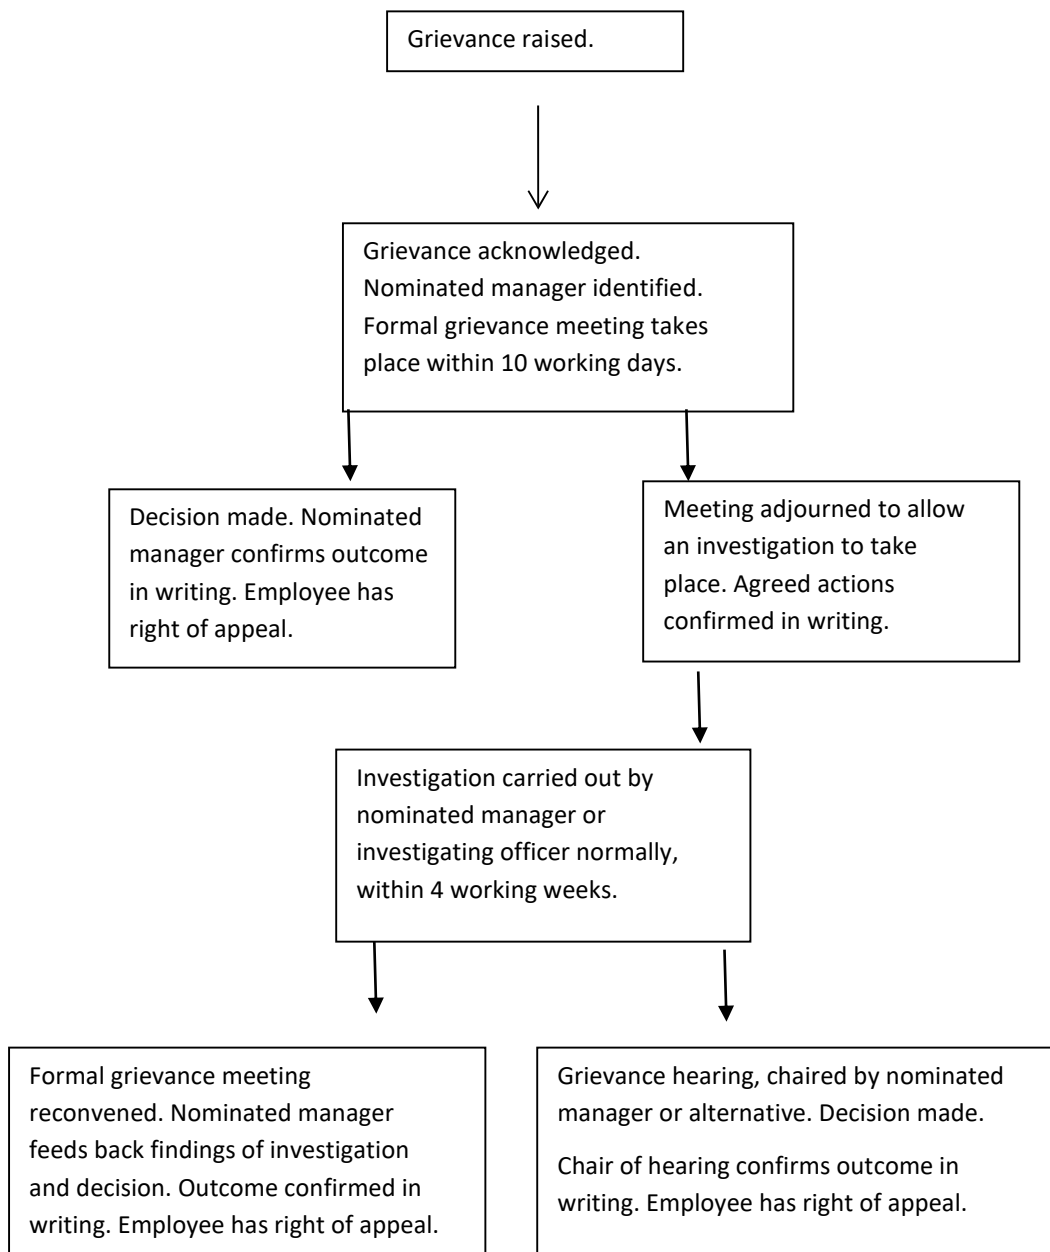 Grievance raised.
Grievance acknowledged.
Nominated manager identified.
Formal grievance meeting takes
place within 10 working days.
Decision made. Nominated
manager confirms outcome
in writing. Employee has
right of appeal.
Meeting adjourned to allow
an investigation to take
place. Agreed actions
confirmed in writing.
Investigation carried out by
nominated manager or
investigating officer normally,
within 4 working weeks.
Formal grievance meeting
reconvened. Nominated manager
feeds back findings of investigation
and decision. Outcome confirmed in
writing. Employee has right of appeal.
Grievance hearing, chaired by nominated
manager or alternative. Decision made.
Chair of hearing confirms outcome in
writing. Employee has right of appeal.